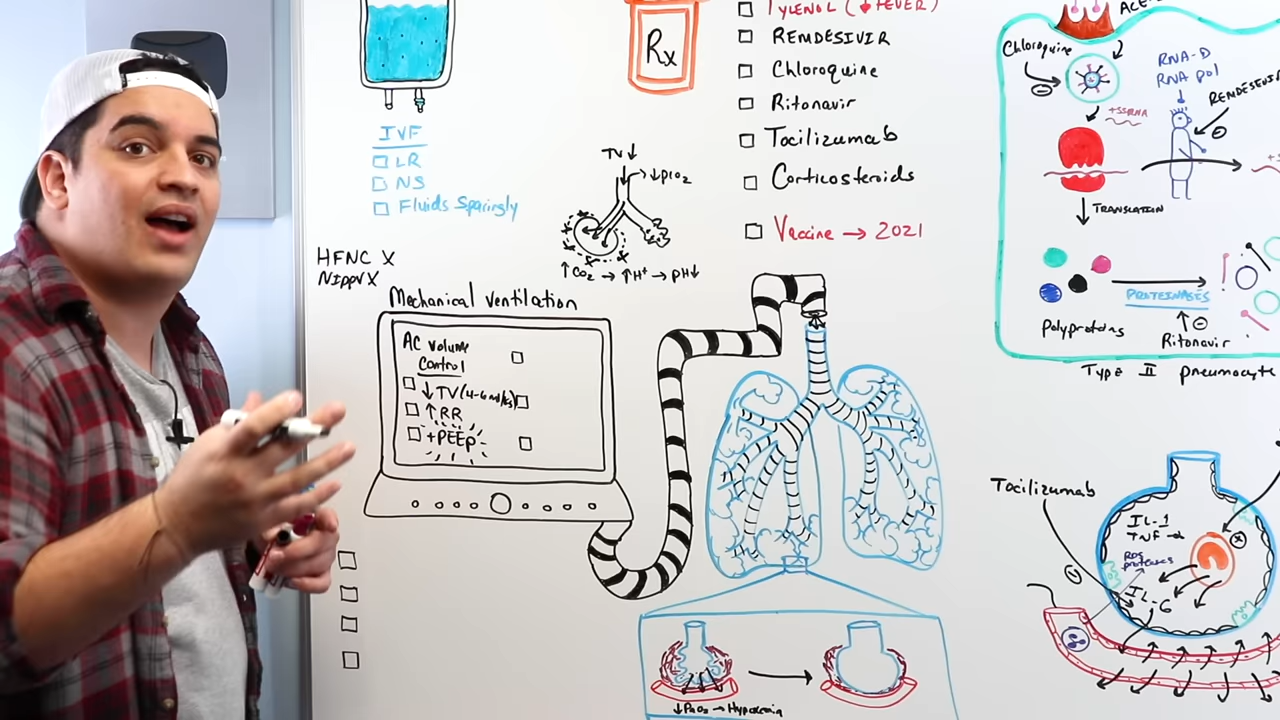 IVF
LR
NS
Fluids Sparingly
Rx
TYLENOL (↓FEVER)
REMDESIVIR
Chloroquine
Ritonavir
Tocilizumab
Corticosteroids
Vaccine → 2021
TV↓
↓PIO2
↑CO2 → ↑H+ → pH↓
HFNC X
NIPPV X
Mechanical ventilation
AC volume
Control
↓TV(4-6ml/kg)
↑RR
+PEEP
↓PaO2 → Hypoxemia
Chloroquine
RNA-D
RNA pol
REMDESIVIR
+ssRNA
TRANSLATION
Polyproteins
PROTEINASES
Ritonavir
Type II pneumocyte
Tocilizumab
IL-1
TNF-α
ROS
proteases
IL-6